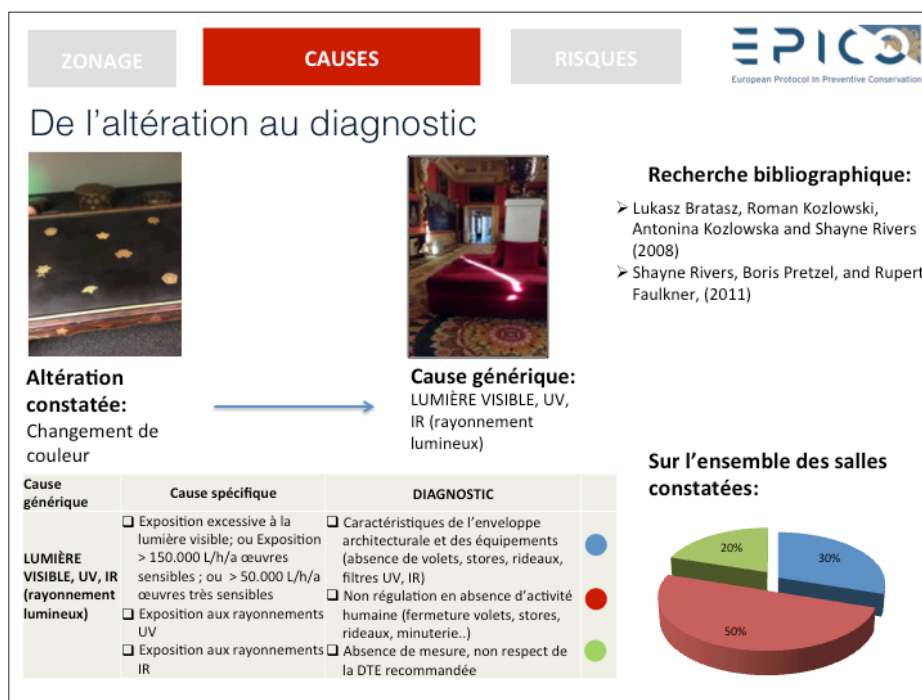 ZONAGE
CAUSES
RISQUES
EPICO
European Protocol In Preventive Conservation
De l’altération au diagnostic
Recherche bibliographique:
➢ Lukasz Bratasz, Roman Kozlowski,
Antonina Kozlowska and Shayne Rivers
(2008)
➢ Shayne Rivers, Boris Pretzel, and Rupert
Faulkner, (2011)
Altération
constatée:
Changement de
couleur
Cause générique:
LUMIÈRE VISIBLE, UV,
IR (rayonnement
lumineux)
Cause
générique
Cause spécifique
DIAGNOSTIC
LUMIÈRE
VISIBLE, UV, IR
(rayonnement
lumineux)
❑ Exposition excessive à la
lumière visible; ou Exposition
> 150.000 L/h/a œuvres
sensibles ; ou > 50.000 L/h/a
œuvres très sensibles
❑ Exposition aux rayonnements
UV
❑ Exposition aux rayonnements
IR
❑ Caractéristiques de l’enveloppe
architecturale et des équipements
(absence de volets, stores, rideaux,
filtres UV, IR)
❑ Non régulation en absence d’activité
humaine (fermeture volets, stores,
rideaux, minuterie..)
❑ Absence de mesure, non respect de
la DTE recommandée
Sur l’ensemble des salles
constatées:
20%
30%
50%